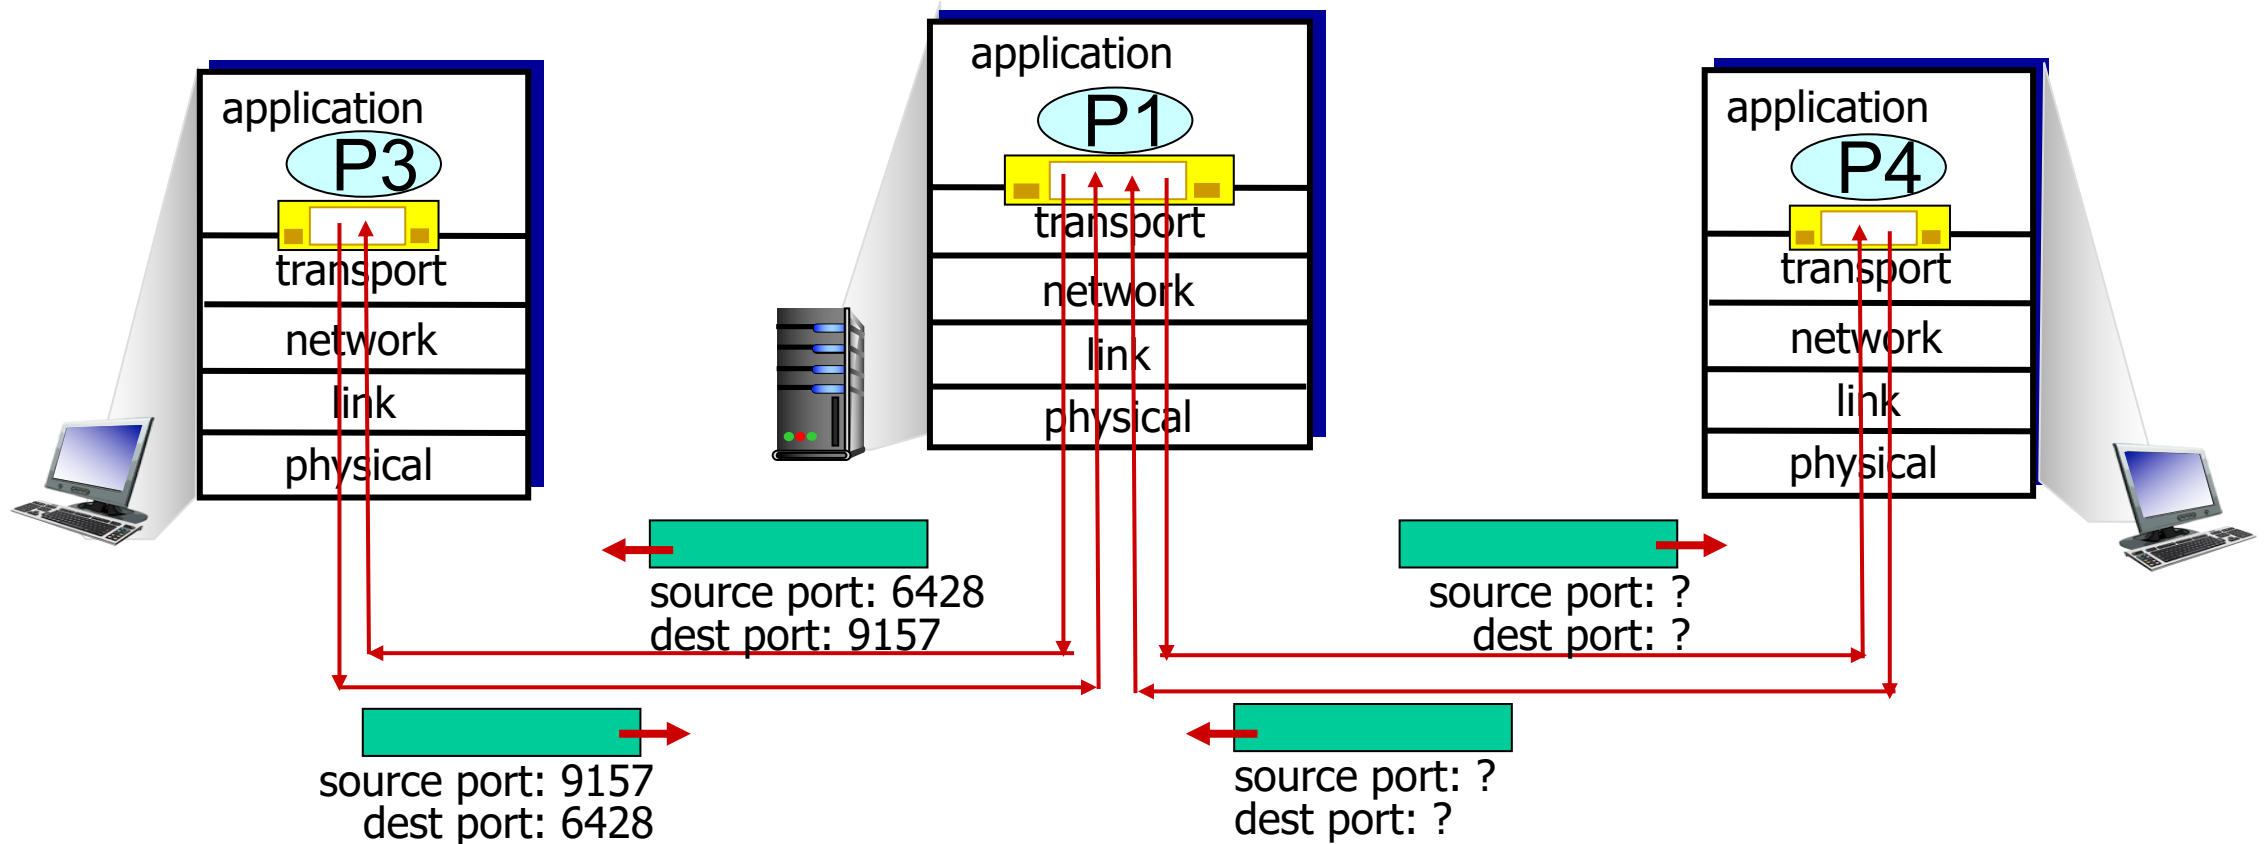 application
P3
transport
network
link
physical
application
P1
transport
network
link
physical
application
P4
transport
network
link
physical
source port: 6428
dest port: 9157
source port: ?
dest port: ?
source port: 9157
dest port: 6428
source port: ?
dest port: ?